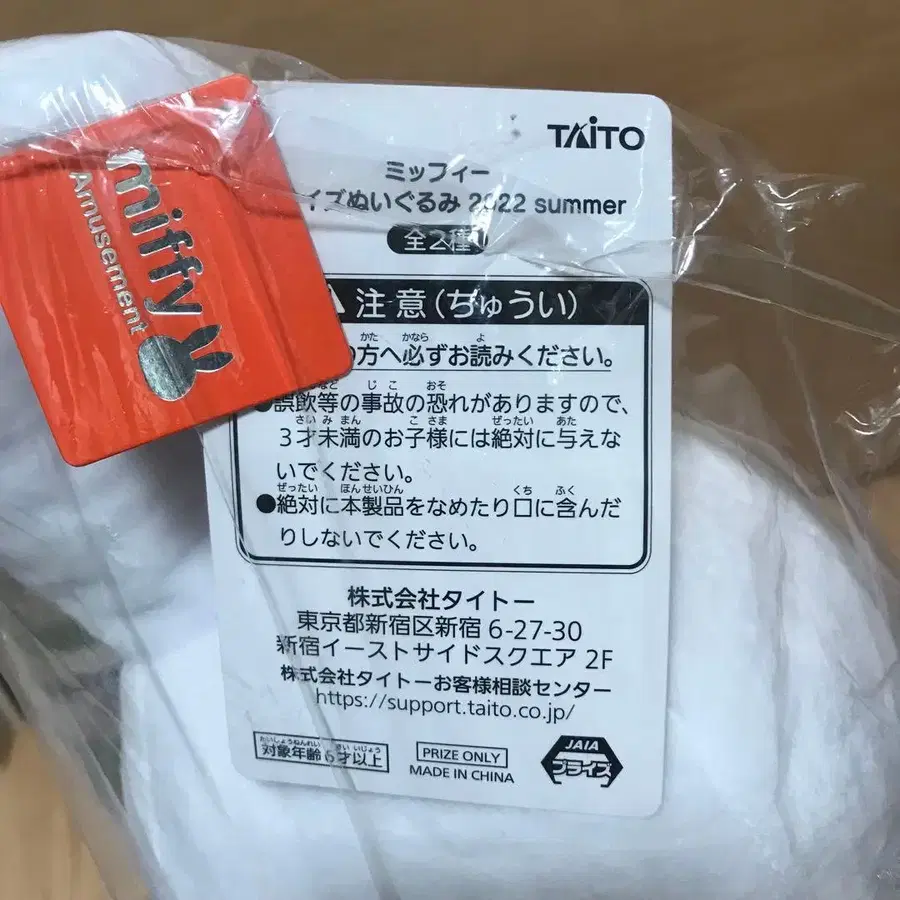 miffy
Amusement
TAITO
ミッフィー
イズぬいぐるみ 2022 summer
全2種
注意(ちゅうい)
かた かなら よ
の方へ必ずお読みください。
など じこ おそ
●誤飲等の事故の恐れがありますので、
さいみまん こさま ぜったい あた
3才未満のお子様には絶対に与えな
いでください。
ぜったい ほんせいひん くち ふく
●絶対に本製品をなめたり口に含んだ
りしないでください。
株式会社タイトー
東京都新宿区新宿 6-27-30
新宿イーストサイドスクエア 2F
株式会社タイトーお客様相談センター
https://support.taito.co.jp/
たいしょうねんれい さい いじょう
対象年齢6才以上
PRIZE ONLY
MADE IN CHINA
JAIA
プライズ